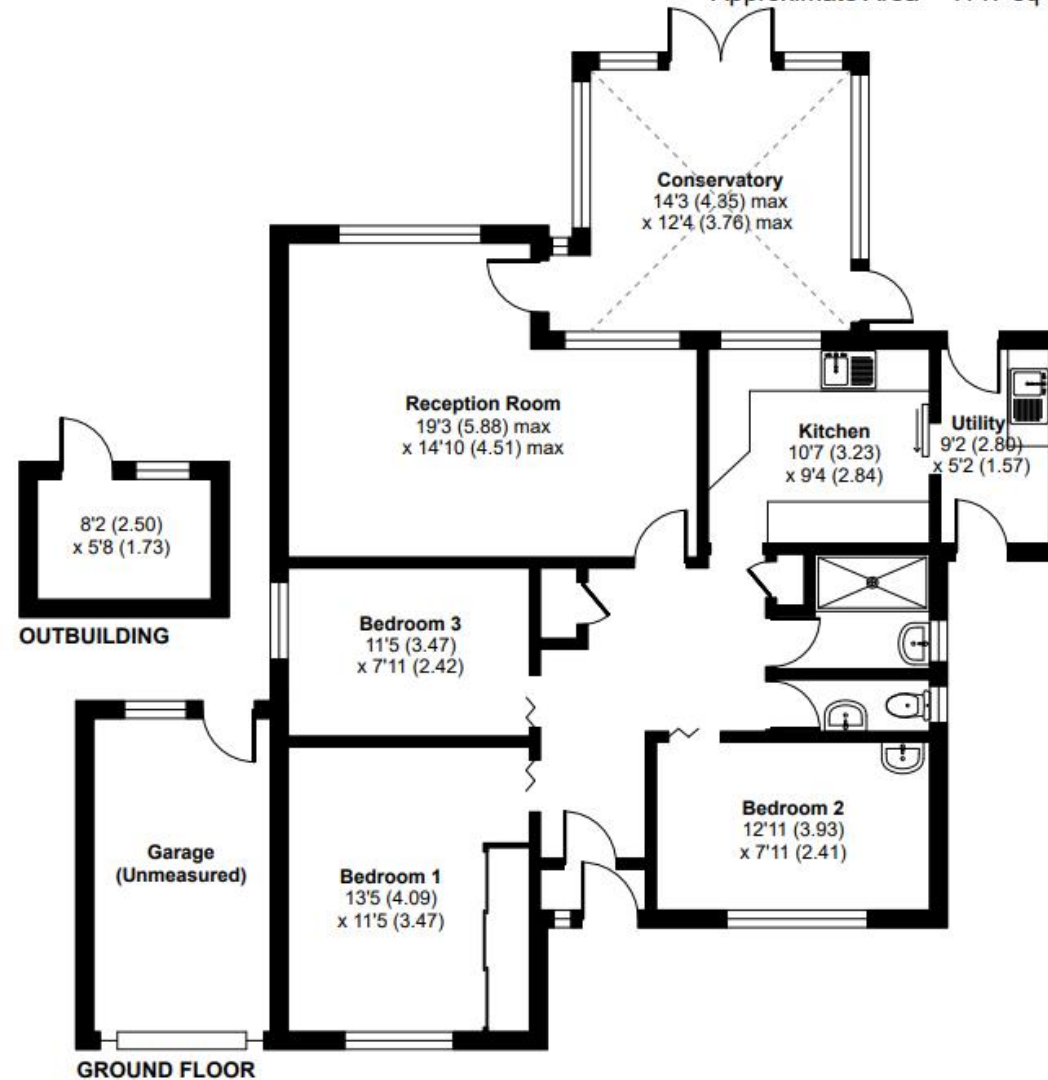 Conservatory
14'3 (4.35) max
x 12'4 (3.76) max
Reception Room
19'3 (5.88) max
x 14'10 (4.51) max
Kitchen
10'7 (3.23)
x 9'4 (2.84)
Utility
9'2 (2.80)
x 5'2 (1.57)
8'2 (2.50)
x 5'8 (1.73)
OUTBUILDING
Bedroom 3
11'5 (3.47)
x 7'11 (2.42)
Bedroom 2
12'11 (3.93)
x 7'11 (2.41)
Garage
(Unmeasured)
Bedroom 1
13'5 (4.09)
x 11'5 (3.47)
GROUND FLOOR